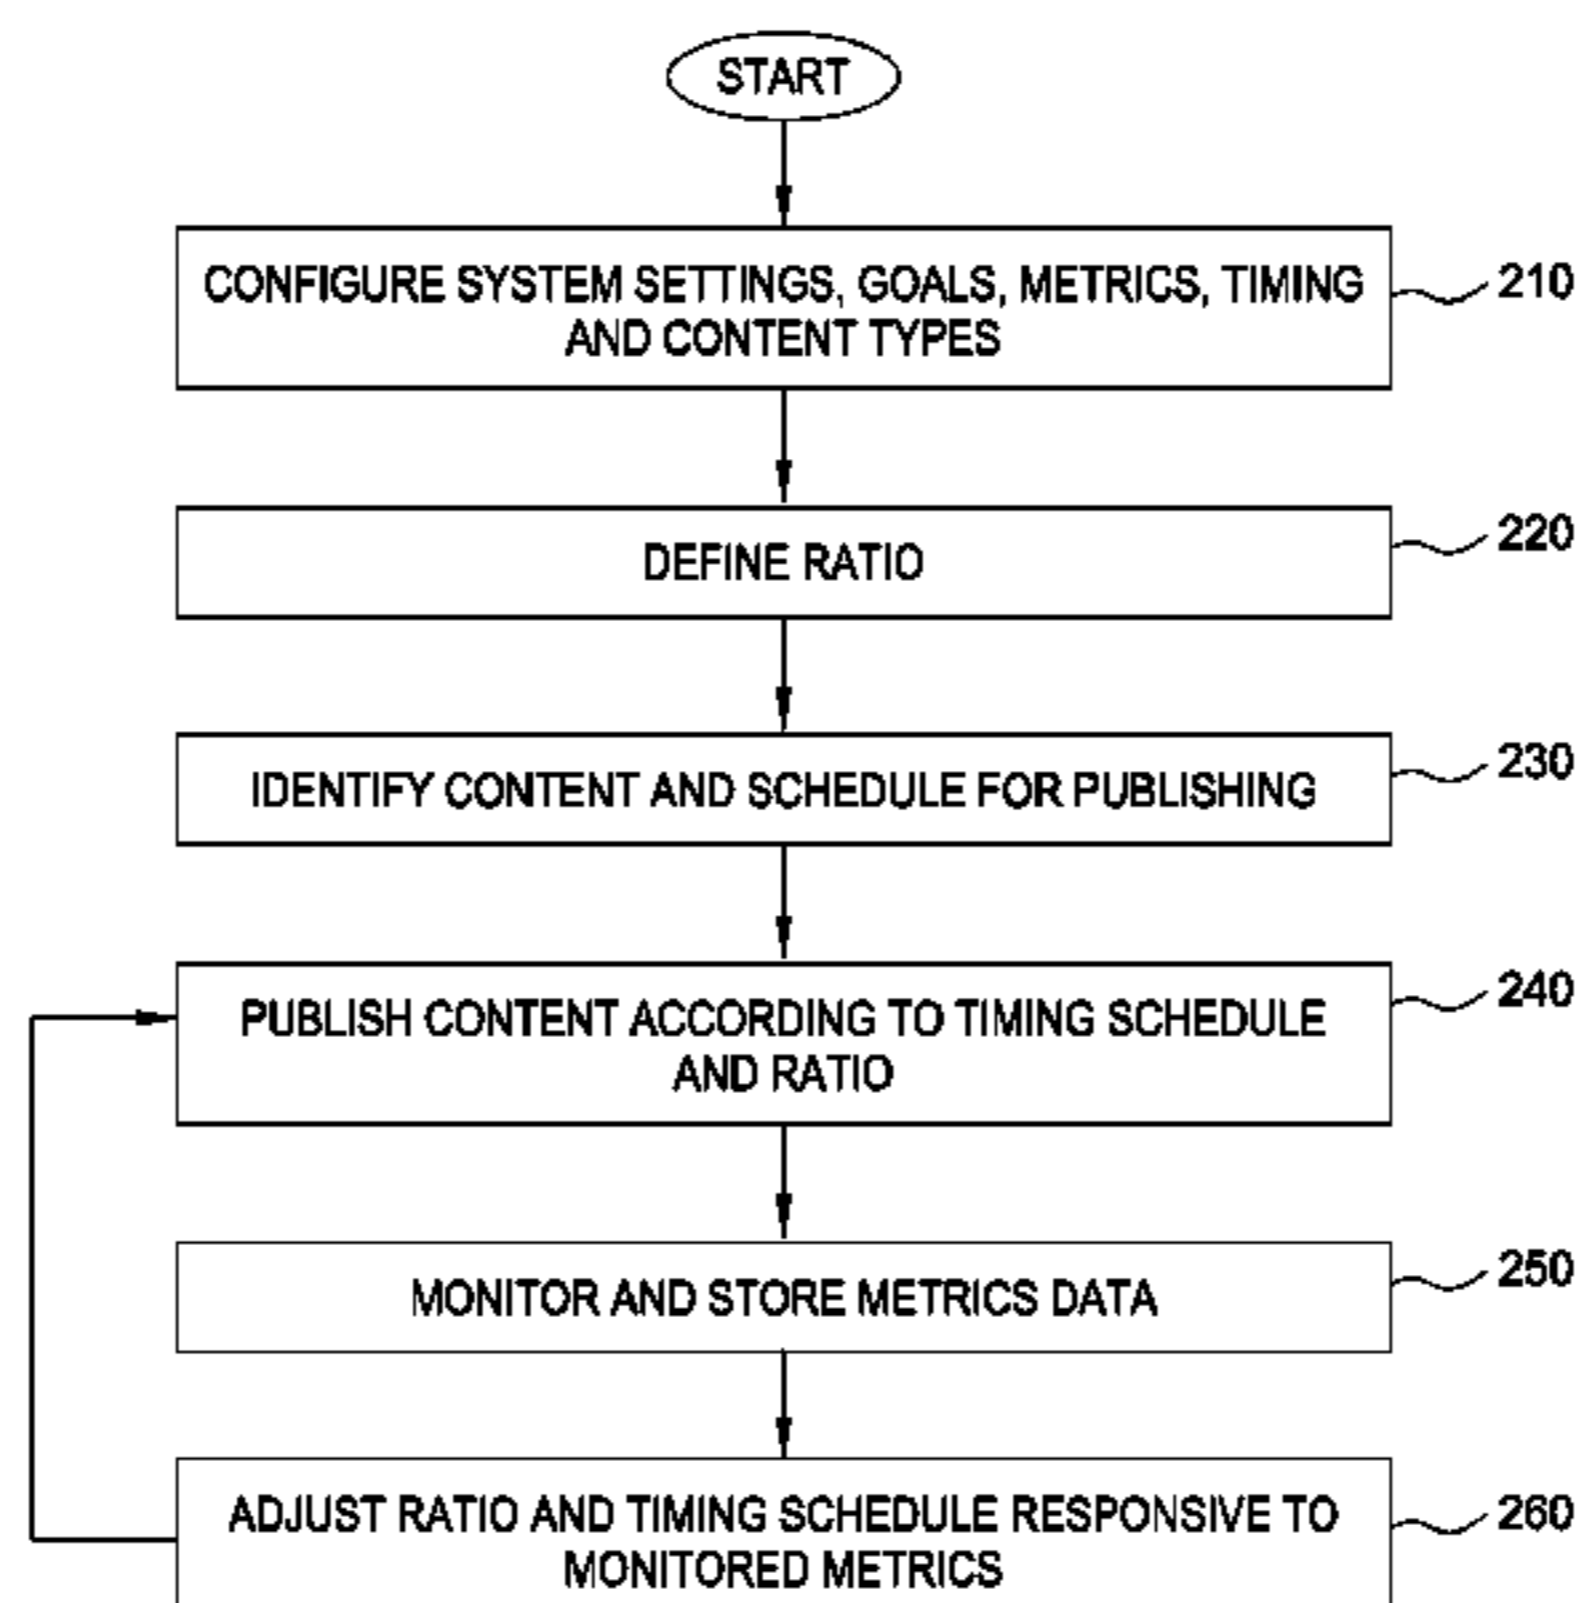 START
CONFIGURE SYSTEM SETTINGS, GOALS, METRICS, TIMING
AND CONTENT TYPES
210
DEFINE RATIO
220
IDENTIFY CONTENT AND SCHEDULE FOR PUBLISHING
230
PUBLISH CONTENT ACCORDING TO TIMING SCHEDULE
AND RATIO
240
MONITOR AND STORE METRICS DATA
250
ADJUST RATIO AND TIMING SCHEDULE RESPONSIVE TO
MONITORED METRICS
260